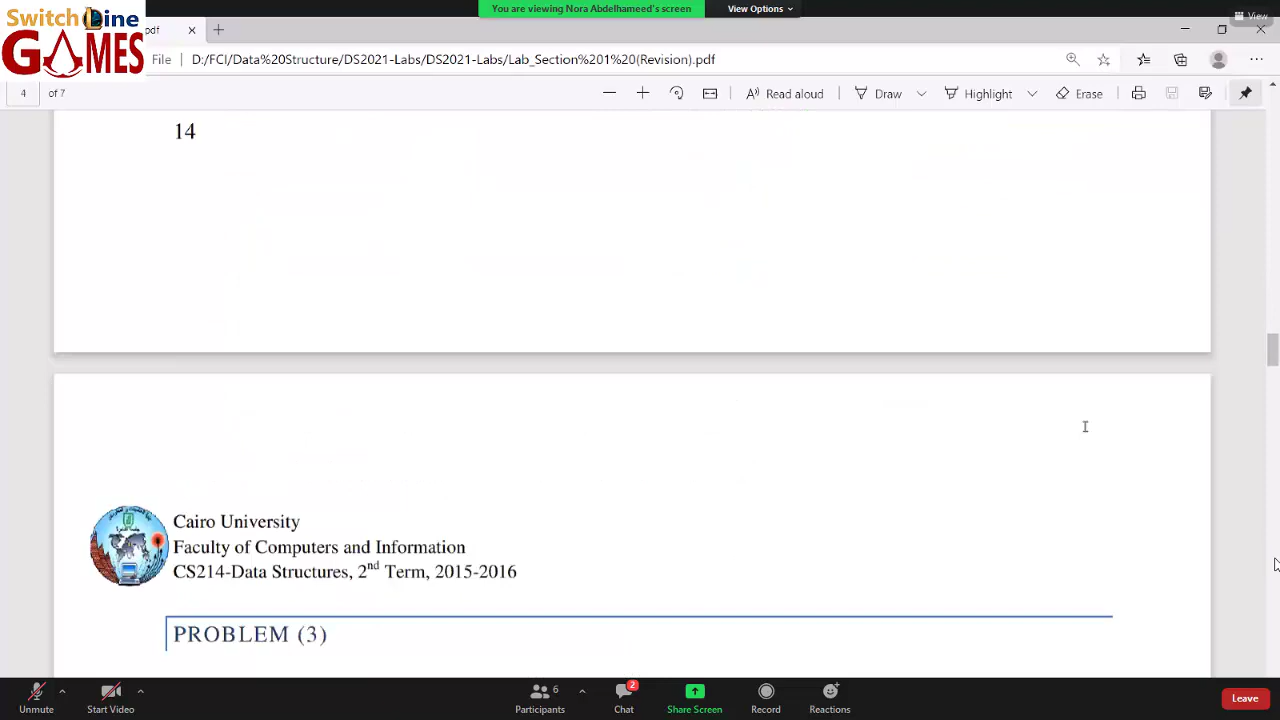 You are viewing Nora Abdelhameed's screen
View Options
View
Switch Line
GAMES
pdf
File
D:/FCI/Data%20Structure/DS2021-Labs/DS2021-Labs/Lab_Section%201%20(Revision).pdf
4 of 7
Read aloud
Draw
Highlight
Erase
14
Cairo University
Faculty of Computers and Information
CS214-Data Structures, 2nd Term, 2015-2016
PROBLEM (3)
6
2
Unmute
Start Video
Participants
Chat
Share Screen
Record
Reactions
Leave